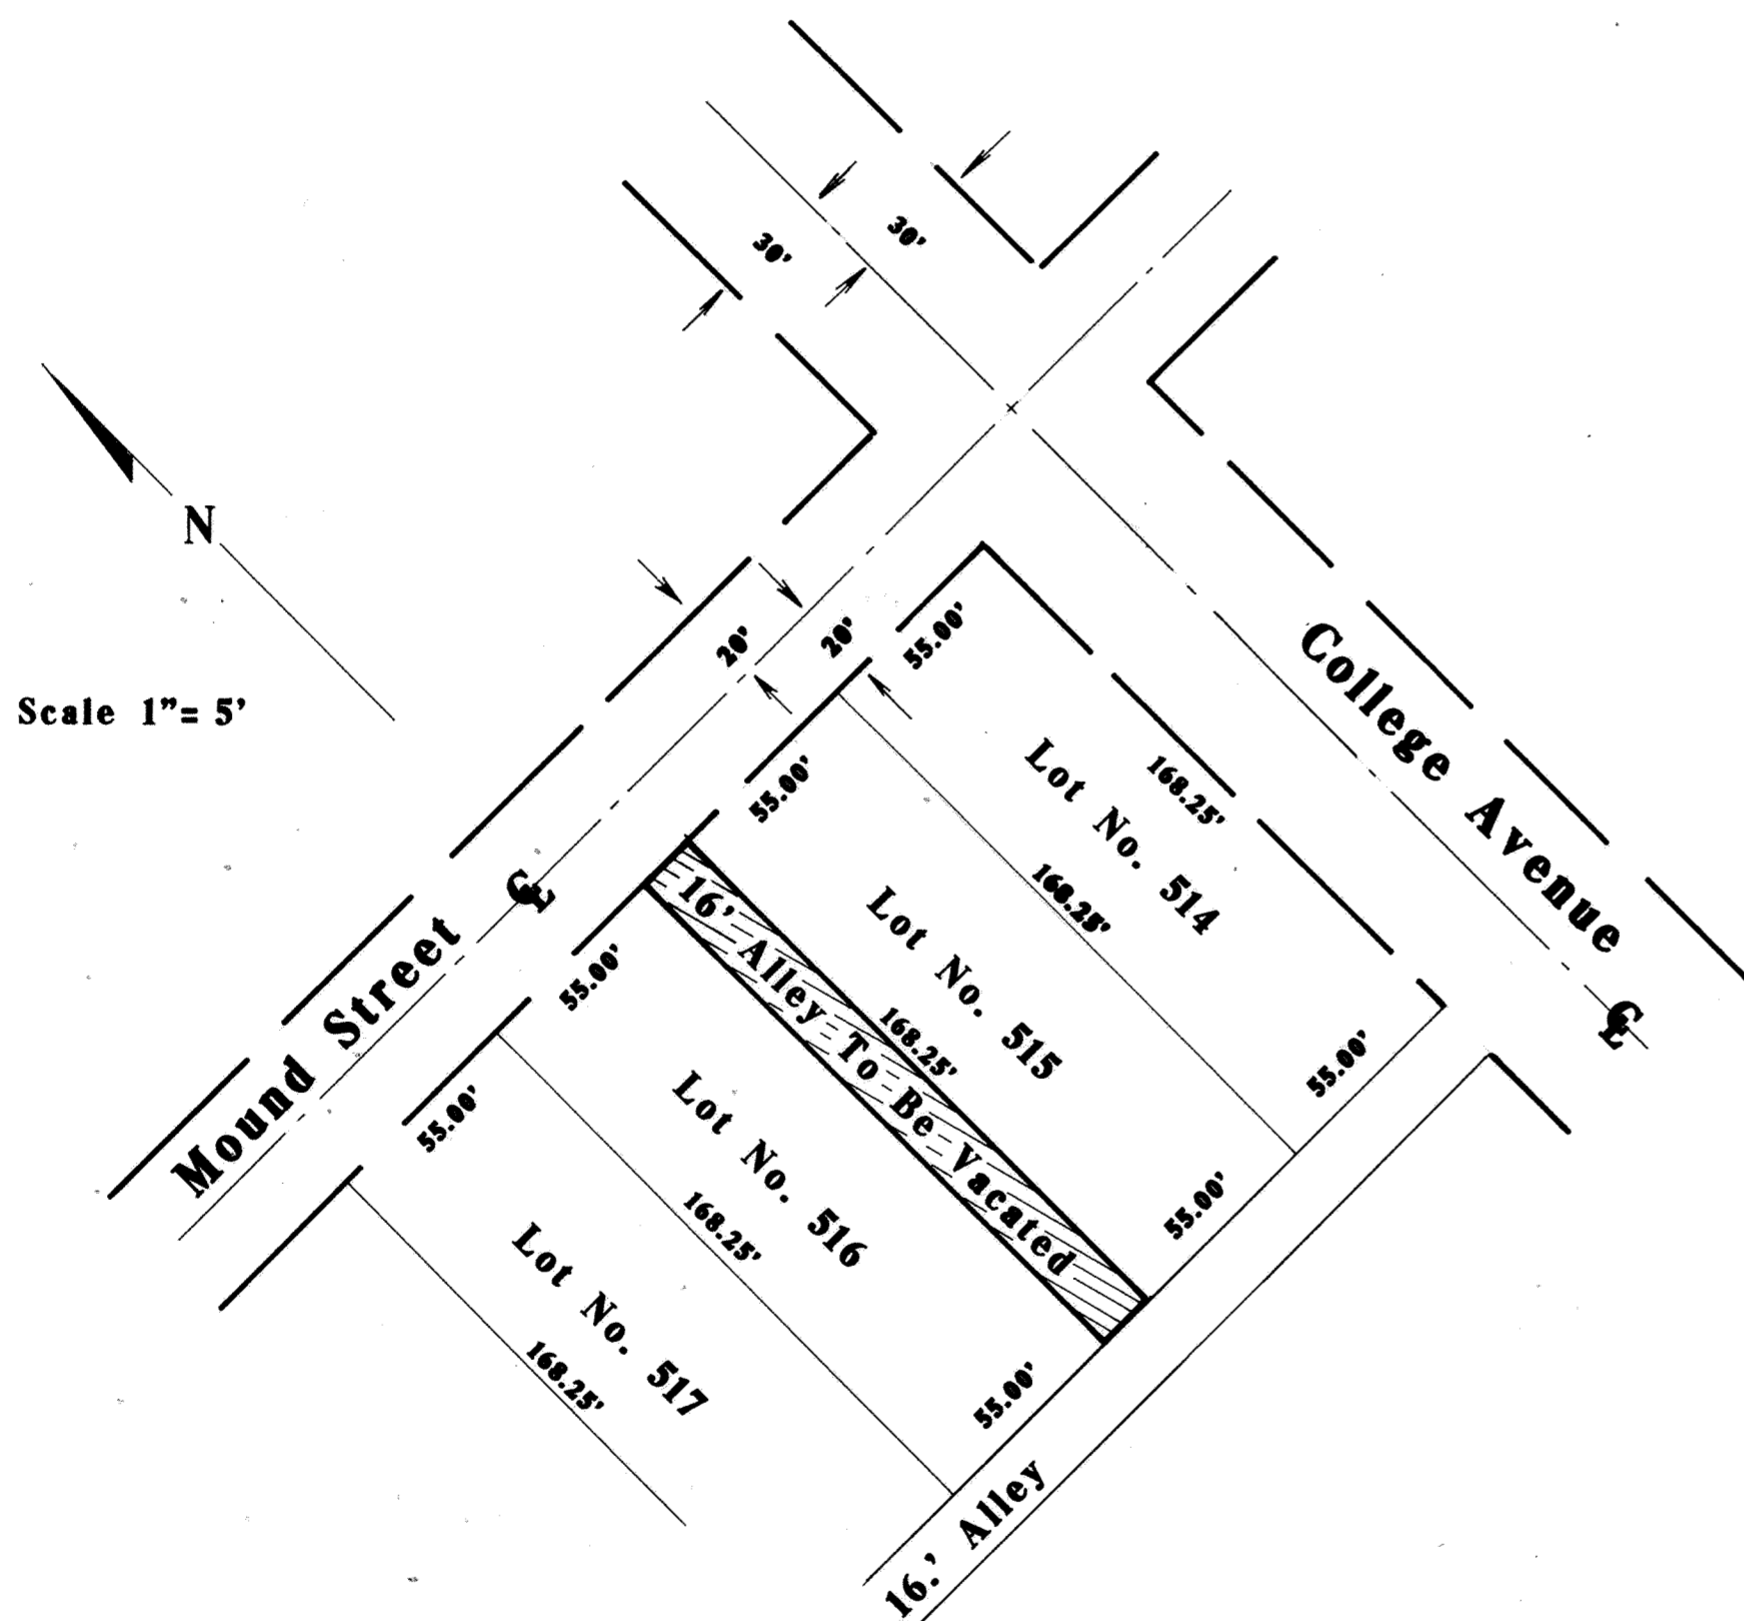 30'
30'
N
Scale 1"= 5'
20'
20'
55.00'
College Avenue
℄
Lot No. 514
168.25'
168.25'
55.00'
Lot No. 515
55.00'
168.25'
16' Alley To Be Vacated
Mound Street
℄
55.00'
55.00'
Lot No. 516
168.25'
55.00'
55.00'
Lot No. 517
168.25'
16.' Alley